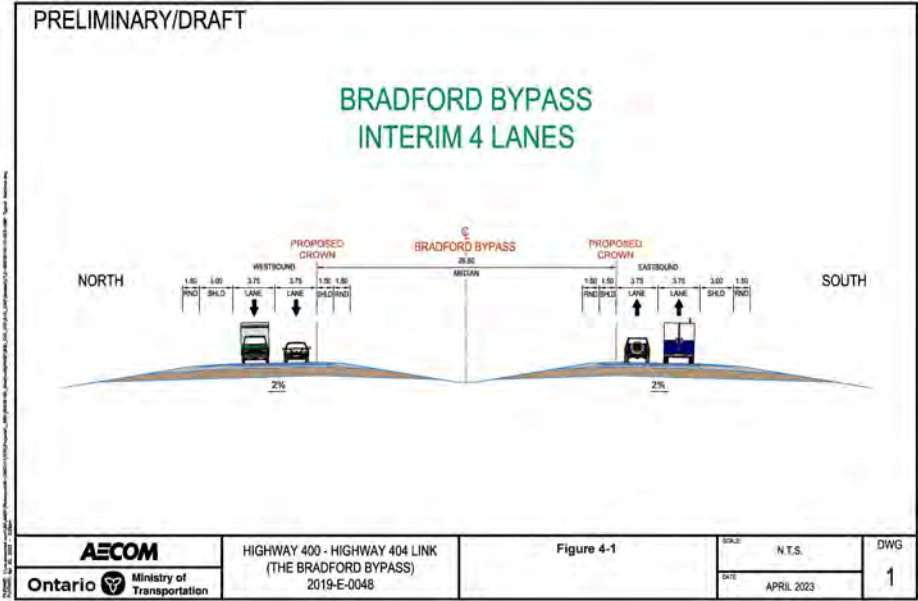 PRELIMINARY/DRAFT
BRADFORD BYPASS
INTERIM 4 LANES
NORTH
SOUTH
PROPOSED
CROWN
BRADFORD BYPASS
PROPOSED
CROWN
WESTBOUND
MEDIAN
EASTBOUND
1.50 3.00 3.75 3.75 1.50 1.50
RND SHLD LANE LANE SHLD RND
1.50 1.50 3.75 3.75 3.00 1.50
RND SHLD LANE LANE SHLD RND
2%
2%
AECOM
Ontario Ministry of
Transportation
HIGHWAY 400 - HIGHWAY 404 LINK
(THE BRADFORD BYPASS)
2019-E-0048
Figure 4-1
SCALE
N.T.S.
DATE
APRIL 2023
DWG
1